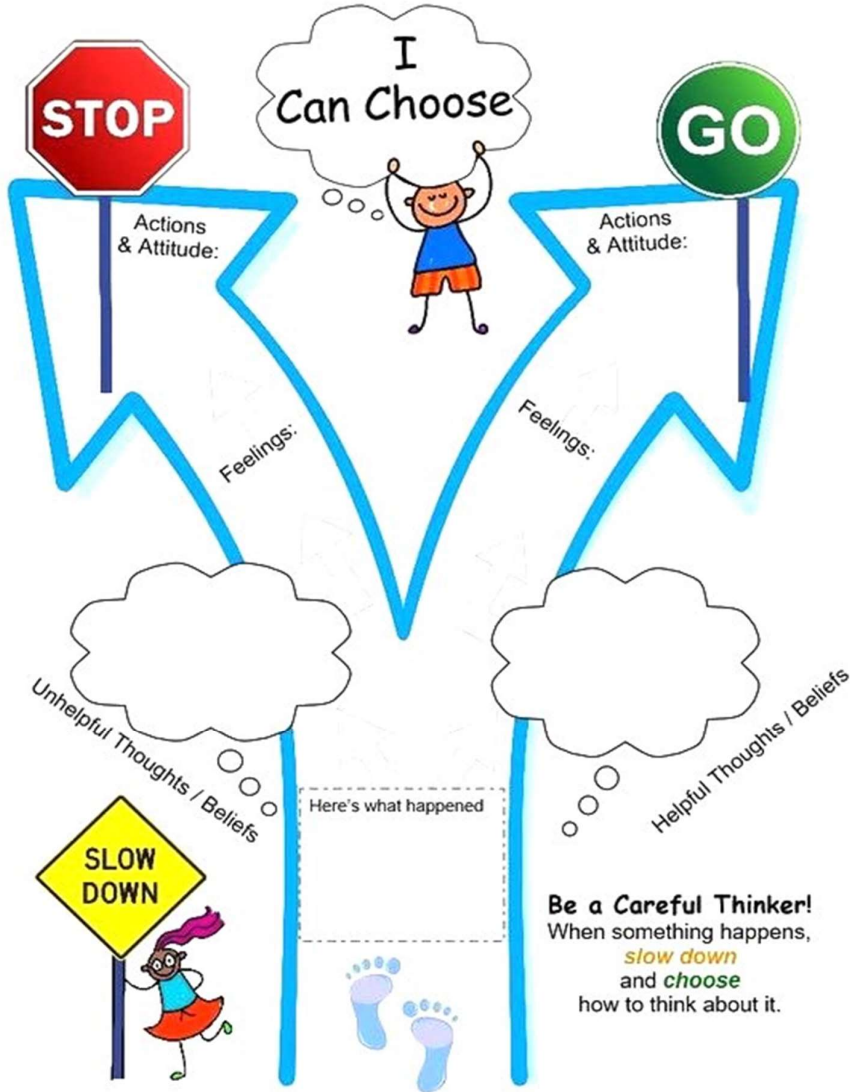 I
Can Choose
STOP
GO
Actions
& Attitude:
Actions
& Attitude:
Feelings:
Feelings:
Unhelpful Thoughts / Beliefs
Helpful Thoughts / Beliefs
Here's what happened
SLOW
DOWN
Be a Careful Thinker!
When something happens,
slow down
and choose
how to think about it.